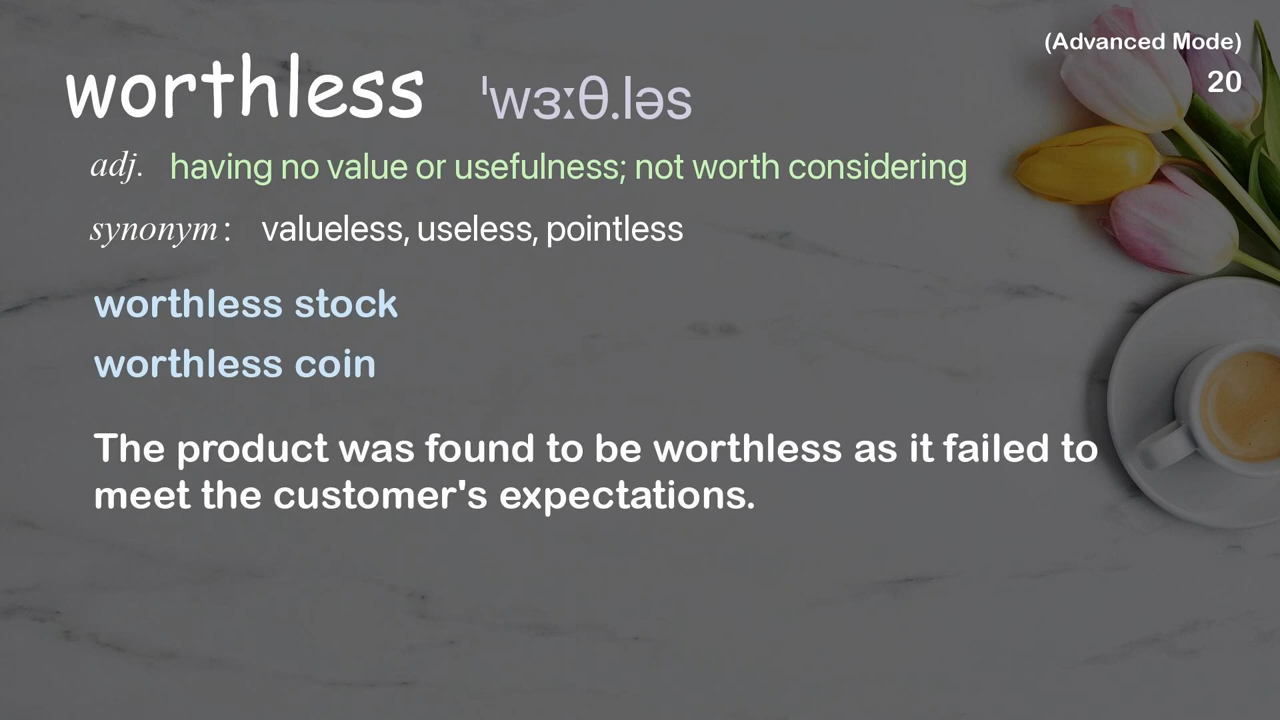 (Advanced Mode)
20
worthless ˈwɜːθ.ləs
adj. having no value or usefulness; not worth considering
synonym: valueless, useless, pointless
worthless stock
worthless coin
The product was found to be worthless as it failed to
meet the customer's expectations.